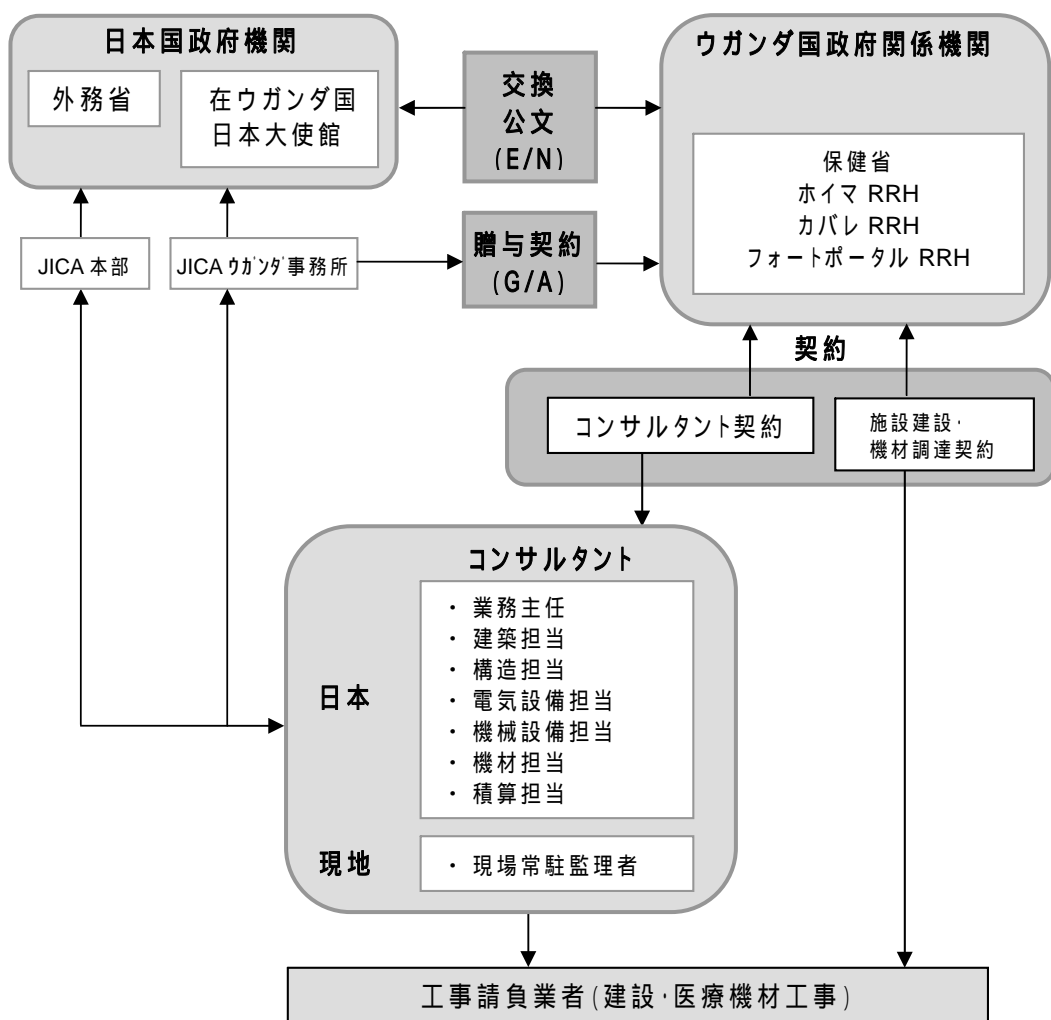 日本国政府機関
外務省
在ウガンダ国
日本大使館
交換
公文
(E/N)
ウガンダ国政府関係機関
保健省
ホイマ RRH
カバレ RRH
フォートポータル RRH
JICA 本部
JICA ウガンダ事務所
贈与契約
(G/A)
契約
コンサルタント契約
施設建設・
機材調達契約
コンサルタント
日本
・ 業務主任
・ 建築担当
・ 構造担当
・ 電気設備担当
・ 機械設備担当
・ 機材担当
・ 積算担当
現地
・ 現場常駐監理者
工事請負業者(建設・医療機材工事)